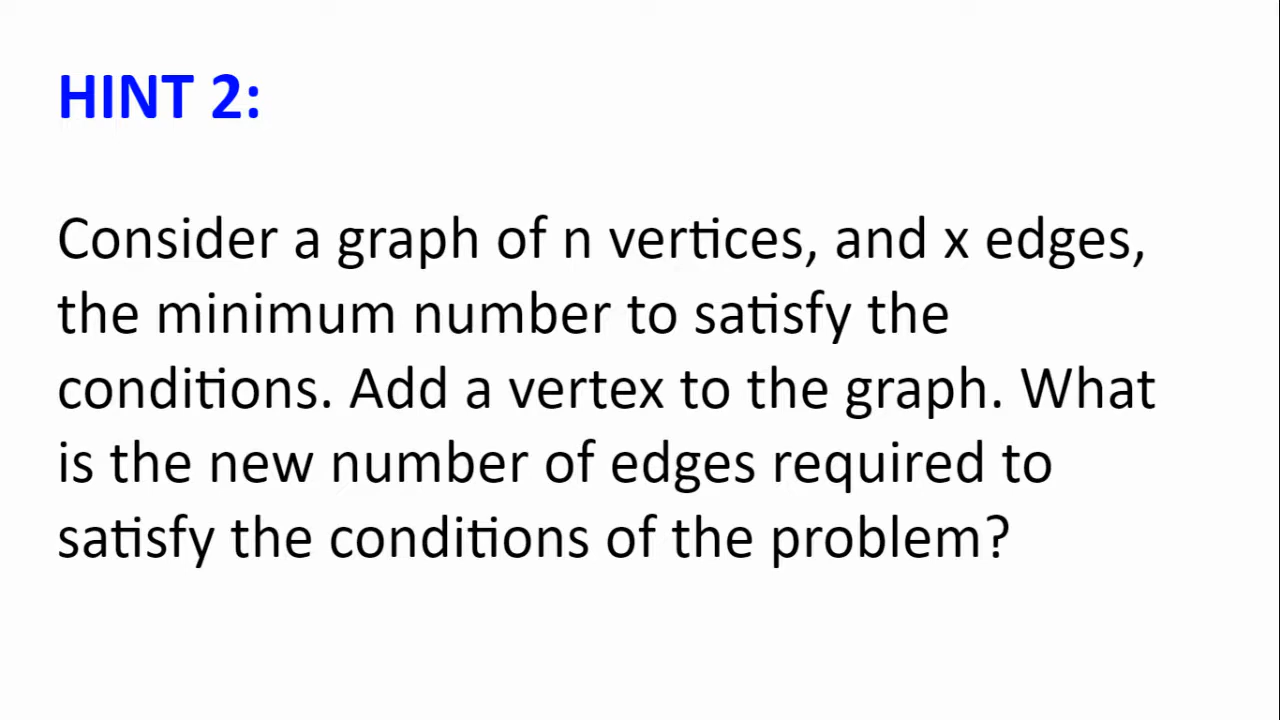 HINT 2:
Consider a graph of n vertices, and x edges,
the minimum number to satisfy the
conditions. Add a vertex to the graph. What
is the new number of edges required to
satisfy the conditions of the problem?